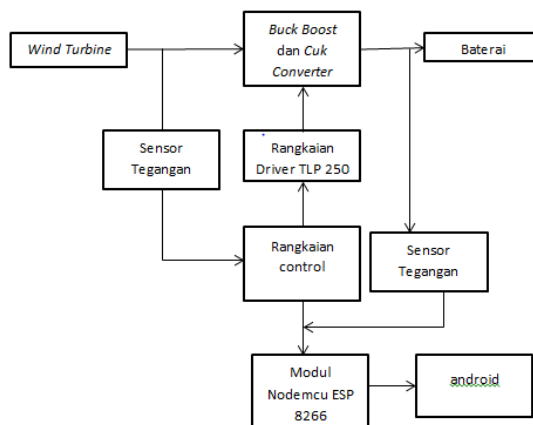 Wind Turbine
Buck Boost
dan Cuk
Converter
Baterai
Sensor
Tegangan
Rangkaian
Driver TLP 250
Rangkaian
control
Sensor
Tegangan
Modul
Nodemcu ESP
8266
android